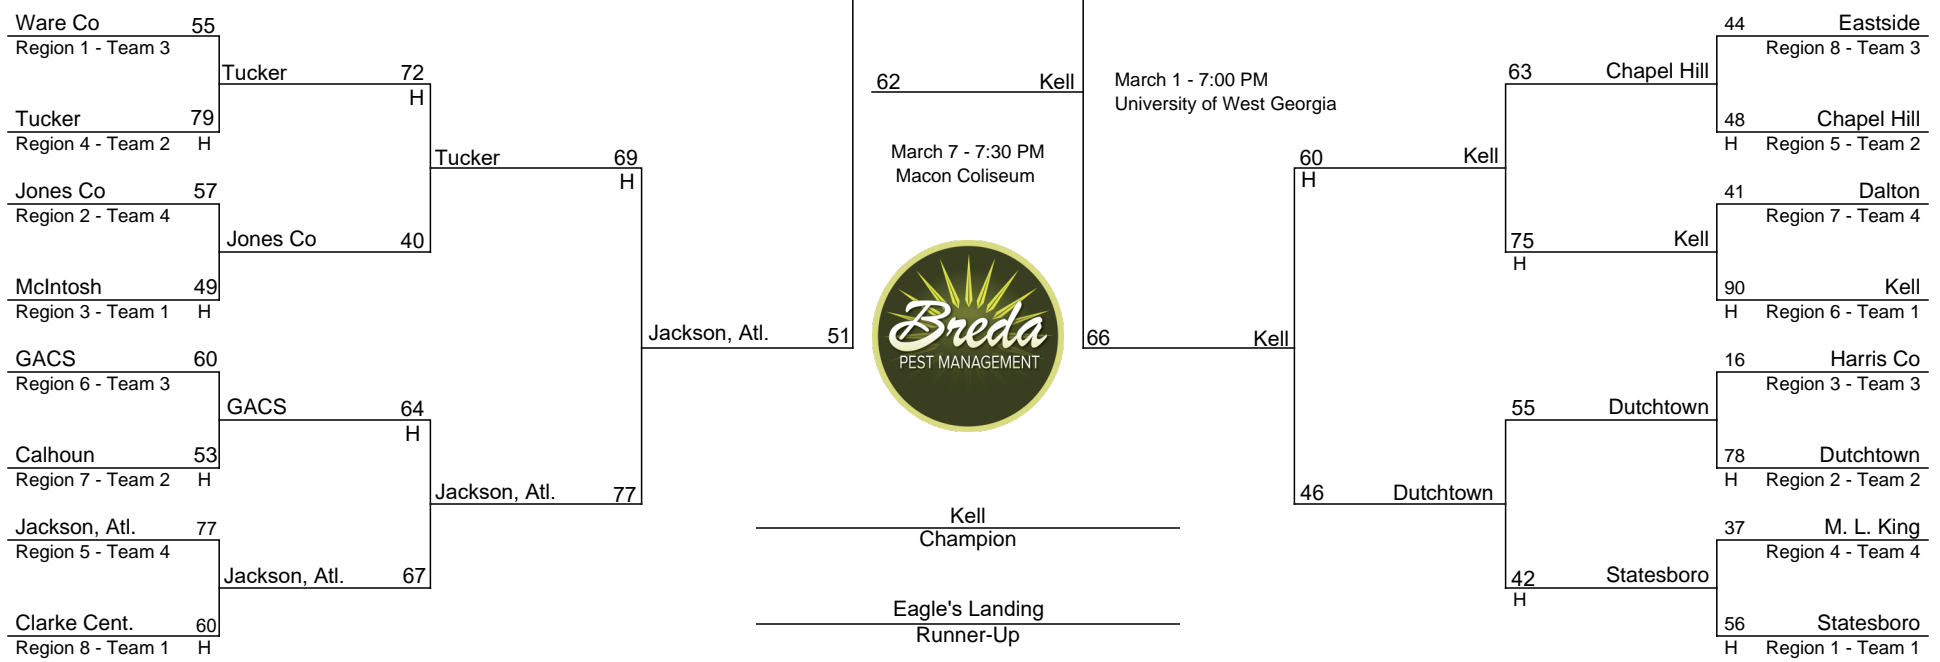 Ware Co 55
Region 1 - Team 3
Tucker 72
H
Tucker 79
Region 4 - Team 2 H
Tucker 69
H
Jones Co 57
Region 2 - Team 4
Jones Co 40
McIntosh 49
Region 3 - Team 1 H
Jackson, Atl. 51
GACS 60
Region 6 - Team 3
GACS 64
H
Calhoun 53
Region 7 - Team 2 H
Jackson, Atl. 77
Jackson, Atl. 77
Region 5 - Team 4
Jackson, Atl. 67
Clarke Cent. 60
Region 8 - Team 1 H
62 Kell
March 7 - 7:30 PM
Macon Coliseum
Breda
PEST MANAGEMENT
Kell
Champion
Eagle's Landing
Runner-Up
March 1 - 7:00 PM
University of West Georgia
44 Eastside
Region 8 - Team 3
63 Chapel Hill
48 Chapel Hill
H Region 5 - Team 2
60 Kell
H
41 Dalton
Region 7 - Team 4
75 Kell
H
90 Kell
H Region 6 - Team 1
66 Kell
16 Harris Co
Region 3 - Team 3
55 Dutchtown
78 Dutchtown
H Region 2 - Team 2
46 Dutchtown
37 M. L. King
Region 4 - Team 4
42 Statesboro
H
56 Statesboro
H Region 1 - Team 1